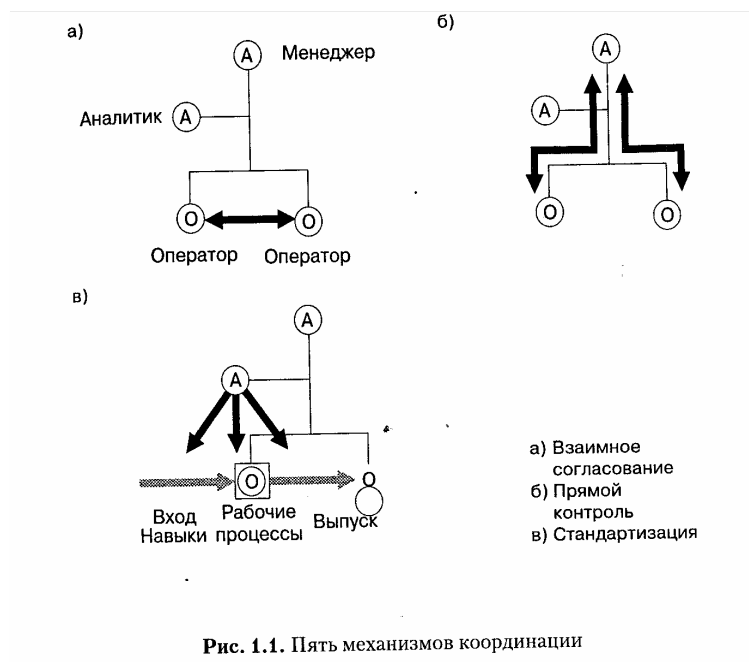 а)
А Менеджер
Аналитик А
О О
Оператор Оператор
б)
А
А
О О
в)
А
А
О О
Вход Рабочие Выпуск
Навыки процессы
а) Взаимное
согласование
б) Прямой
контроль
в) Стандартизация
Рис. 1.1. Пять механизмов координации